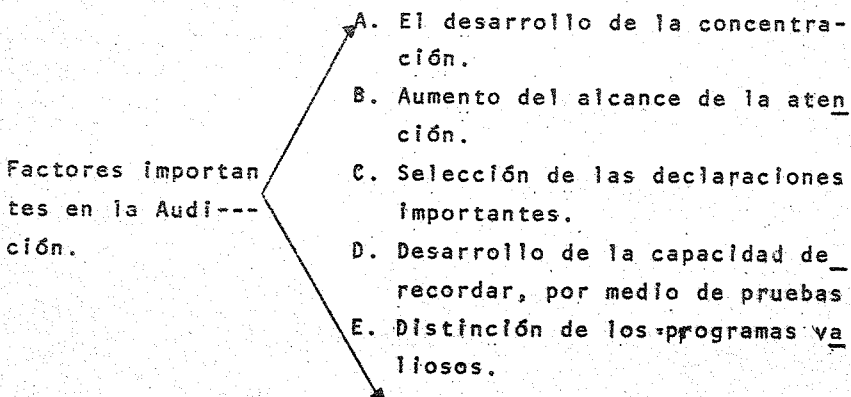 A. El desarrollo de la concentra-
ción.
B. Aumento del alcance de la aten
ción.
Factores importan
tes en la Audi---
ción.
C. Selección de las declaraciones
importantes.
D. Desarrollo de la capacidad de_
recordar, por medio de pruebas
E. Distinción de los programas va
liosos.